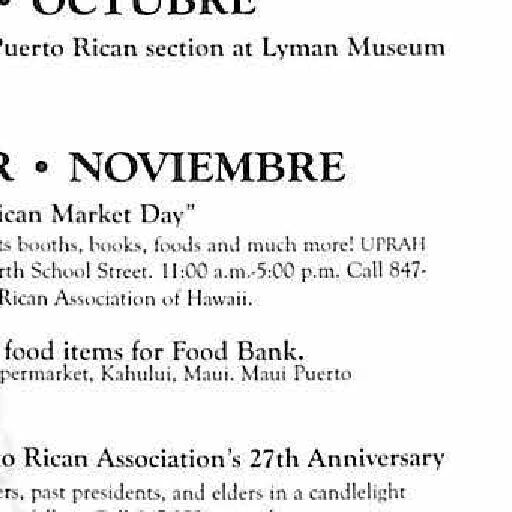 • OCTUBRE
Puerto Rican section at Lyman Museum
R • NOVIEMBRE
ican Market Day"
ts booths, books, foods and much more! UPRAH
rth School Street. 11:00 a.m.-5:00 p.m. Call 847-
Rican Association of Hawaii.
food items for Food Bank.
permarket, Kahului, Maui. Maui Puerto
to Rican Association's 27th Anniversary
ers, past presidents, and elders in a candlelight